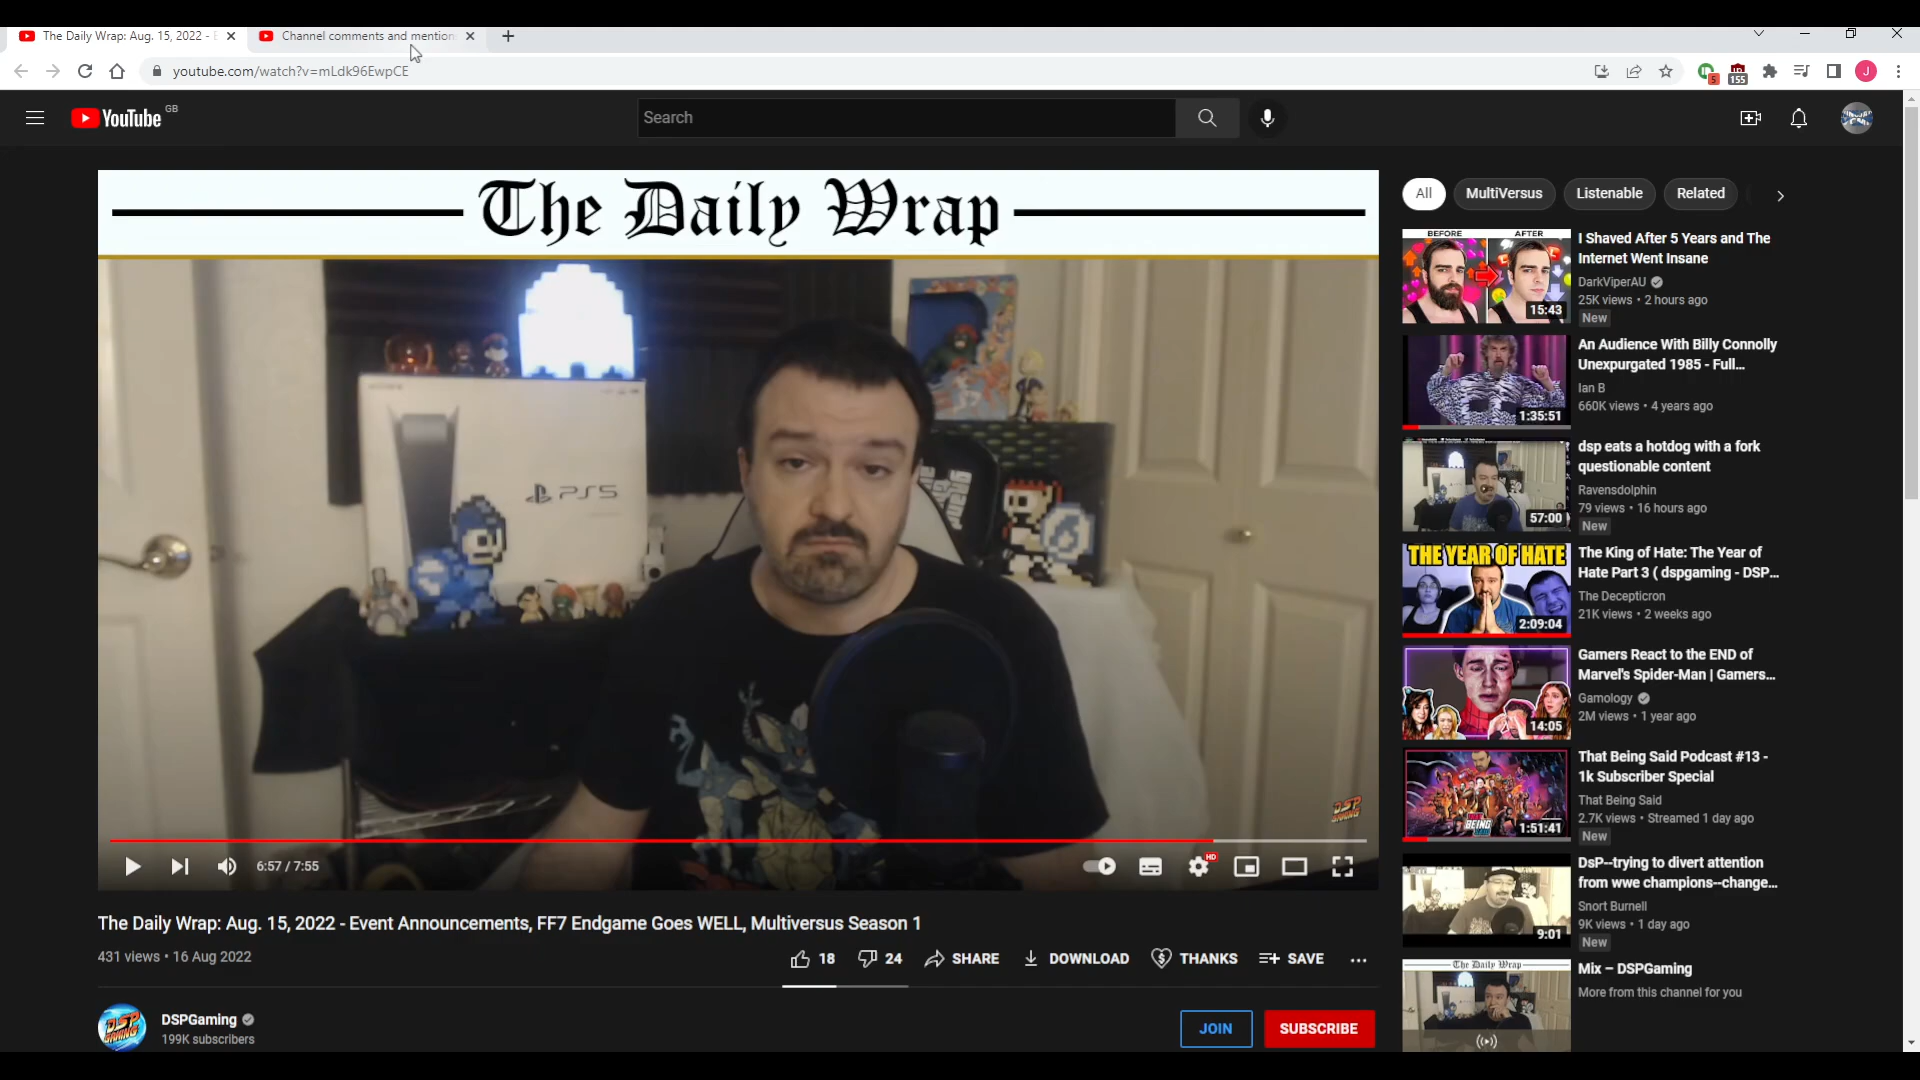 The Daily Wrap: Aug. 15, 2022 - E
Channel comments and mention
youtube.com/watch?v=mLdk96EwpCE
5
155
J
YouTube
GB
Search
The Daily Wrap
PS5
6:57 / 7:55
HD
The Daily Wrap: Aug. 15, 2022 - Event Announcements, FF7 Endgame Goes WELL, Multiversus Season 1
431 views • 16 Aug 2022
18
24
SHARE
DOWNLOAD
THANKS
SAVE
DSPGaming
199K subscribers
JOIN
SUBSCRIBE
All
MultiVersus
Listenable
Related
BEFORE
AFTER
15:43
I Shaved After 5 Years and The
Internet Went Insane
DarkViperAU
25K views • 2 hours ago
New
1:35:51
An Audience With Billy Connolly
Unexpurgated 1985 - Full...
Ian B
660K views • 4 years ago
57:00
dsp eats a hotdog with a fork
questionable content
Ravensdolphin
79 views • 16 hours ago
New
THE YEAR OF HATE
2:09:04
The King of Hate: The Year of
Hate Part 3 ( dspgaming - DSP...
The Decepticron
21K views • 2 weeks ago
14:05
Gamers React to the END of
Marvel's Spider-Man | Gamers...
Gamology
2M views • 1 year ago
1:51:41
That Being Said Podcast #13 -
1k Subscriber Special
That Being Said
2.7K views • Streamed 1 day ago
New
9:01
DsP--trying to divert attention
from wwe champions--change...
Snort Burnell
9K views • 1 day ago
New
The Daily Wrap
Mix – DSPGaming
More from this channel for you